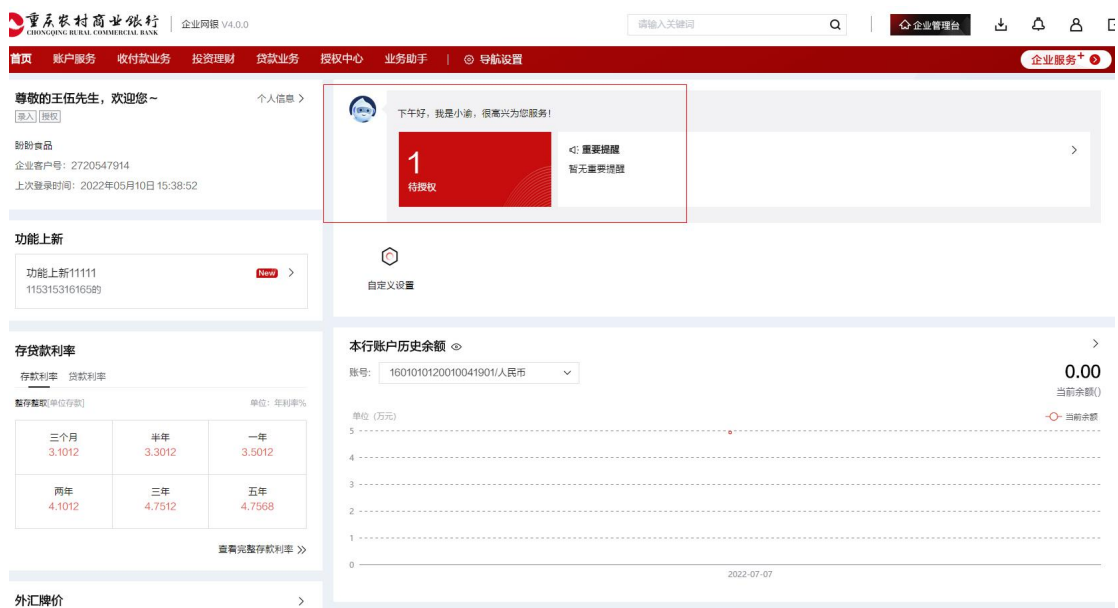 重庆农村商业银行
CHONGQING RURAL COMMERCIAL BANK
企业网银 V4.0.0
请输入关键词
企业管理台
首页 账户服务 收付款业务 投资理财 贷款业务 授权中心 业务助手 | 导航设置
企业服务+
尊敬的王伍先生，欢迎您~
个人信息 >
录入 授权
盼盼食品
企业客户号：2720547914
上次登录时间：2022年05月10日 15:38:52
下午好，我是小渝，很高兴为您服务！
1
待授权
重要提醒
暂无重要提醒
功能上新
功能上新11111
New
115315316165的
自定义设置
存贷款利率
存款利率 贷款利率
整存整取[单位存款]
单位：年利率%
三个月 半年 一年
3.1012 3.3012 3.5012
两年 三年 五年
4.1012 4.7512 4.7568
查看完整存款利率
外汇牌价
本行账户历史余额
账号： 1601010120010041901/人民币
0.00
当前余额()
单位（万元）
当前余额
5
4
3
2
1
0
2022-07-07